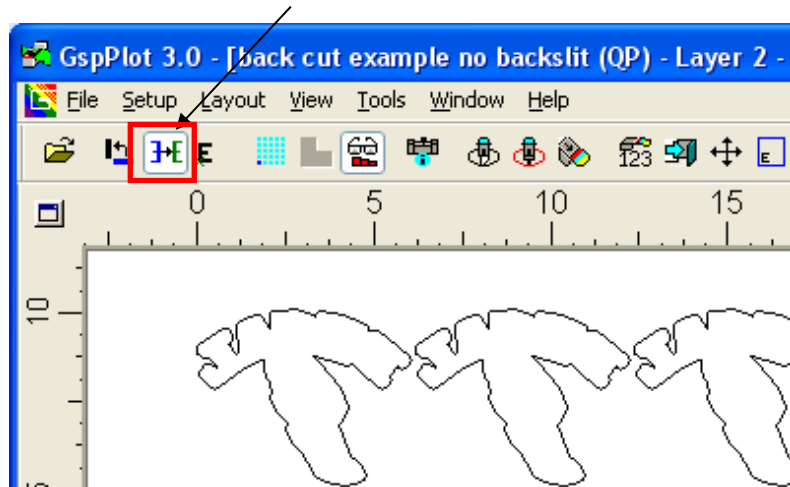 GspPlot 3.0 - [back cut example no backslit (QP) - Layer 2 -
File Setup Layout View Tools Window Help
E E 123 E
0 5 10 15
10